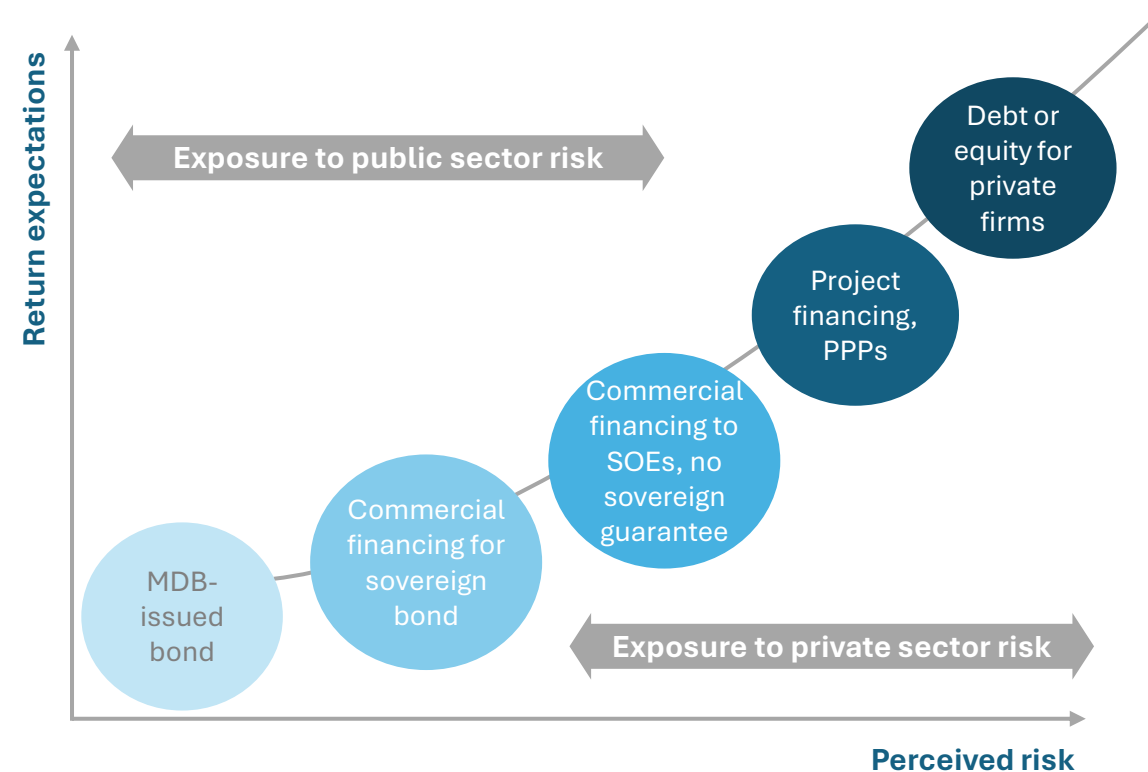 Return expectations
Exposure to public sector risk
Debt or
equity for
private
firms
Project
financing,
PPPs
Commercial
financing to
SOEs, no
sovereign
guarantee
Commercial
financing for
sovereign
bond
MDB-
issued
bond
Exposure to private sector risk
Perceived risk